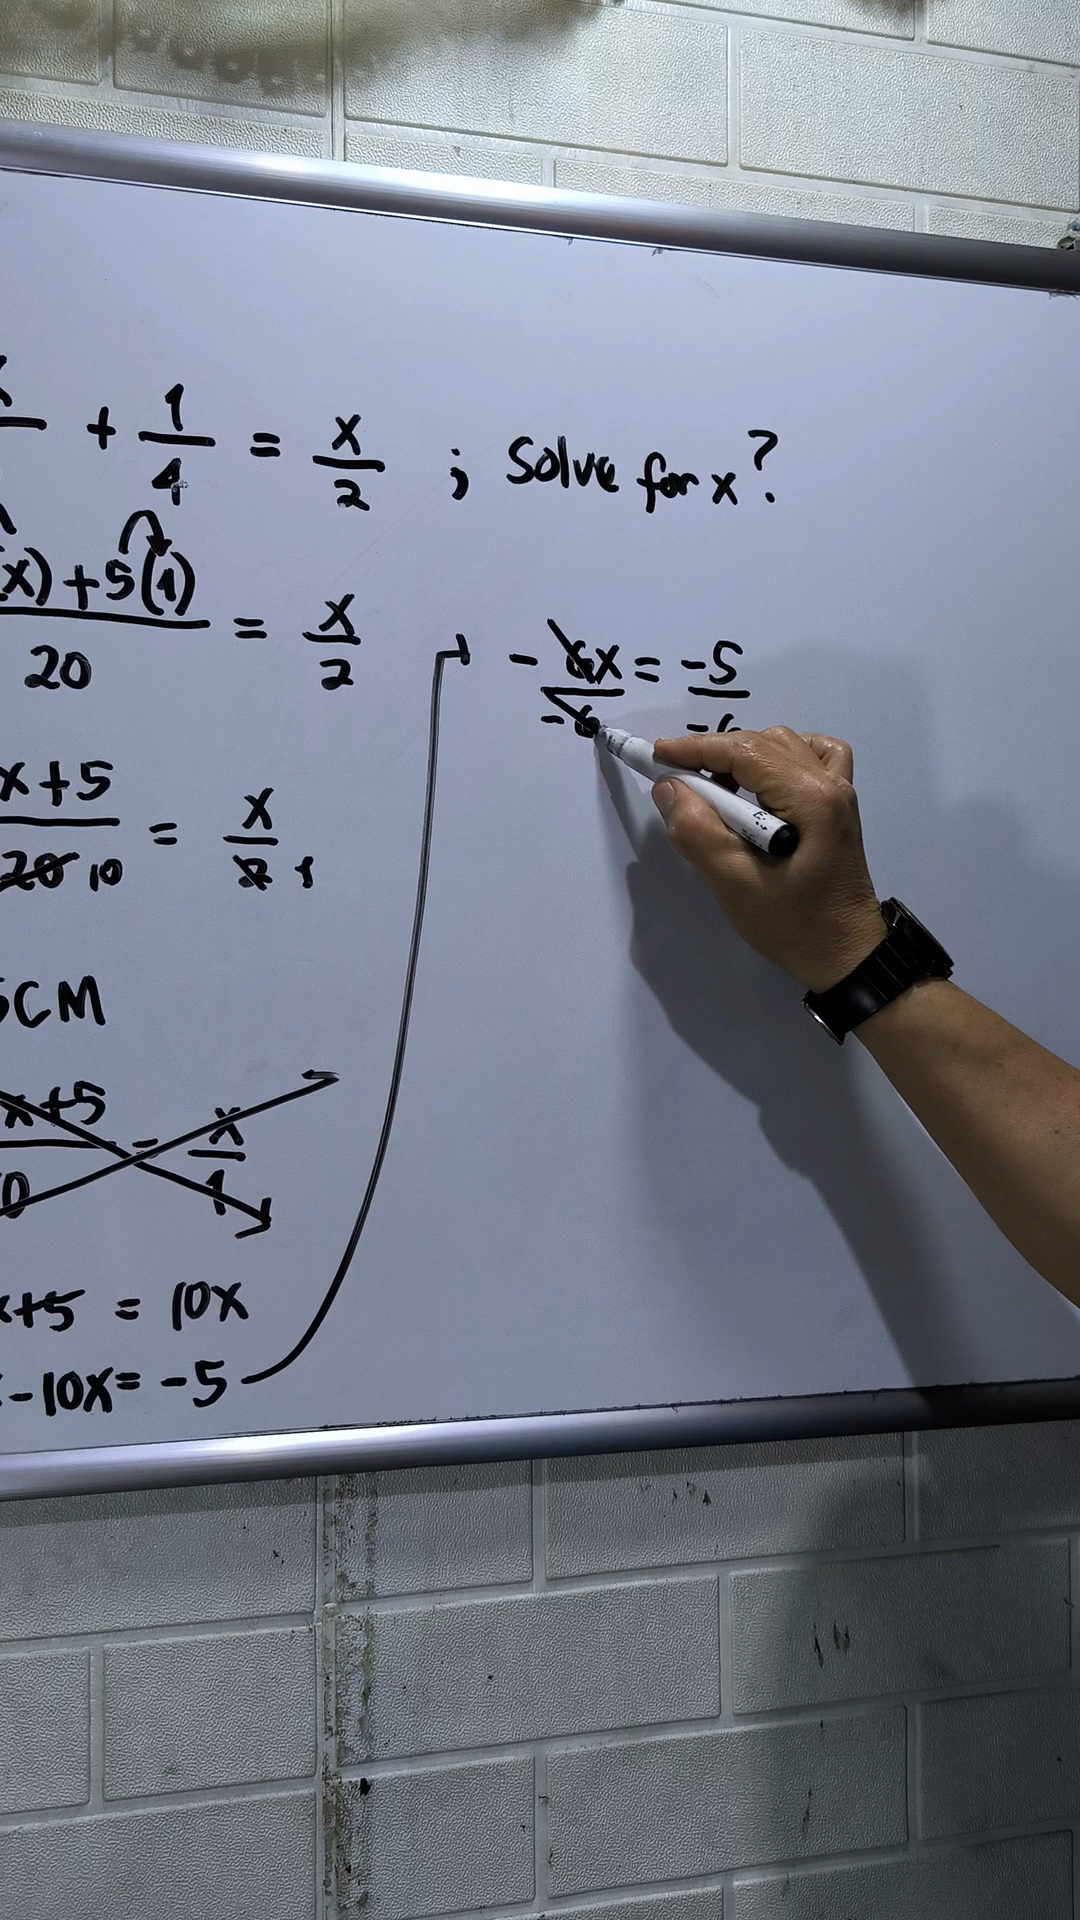 x/ + 1/4 = x/2 ; Solve for x?
(x) + 5(1)/20 = x/2
x+5/20 10 = x/2 1
CM
x+5/0 = x/1
x+5 = 10x
-10x = -5
-6x/-6 = -5/-6